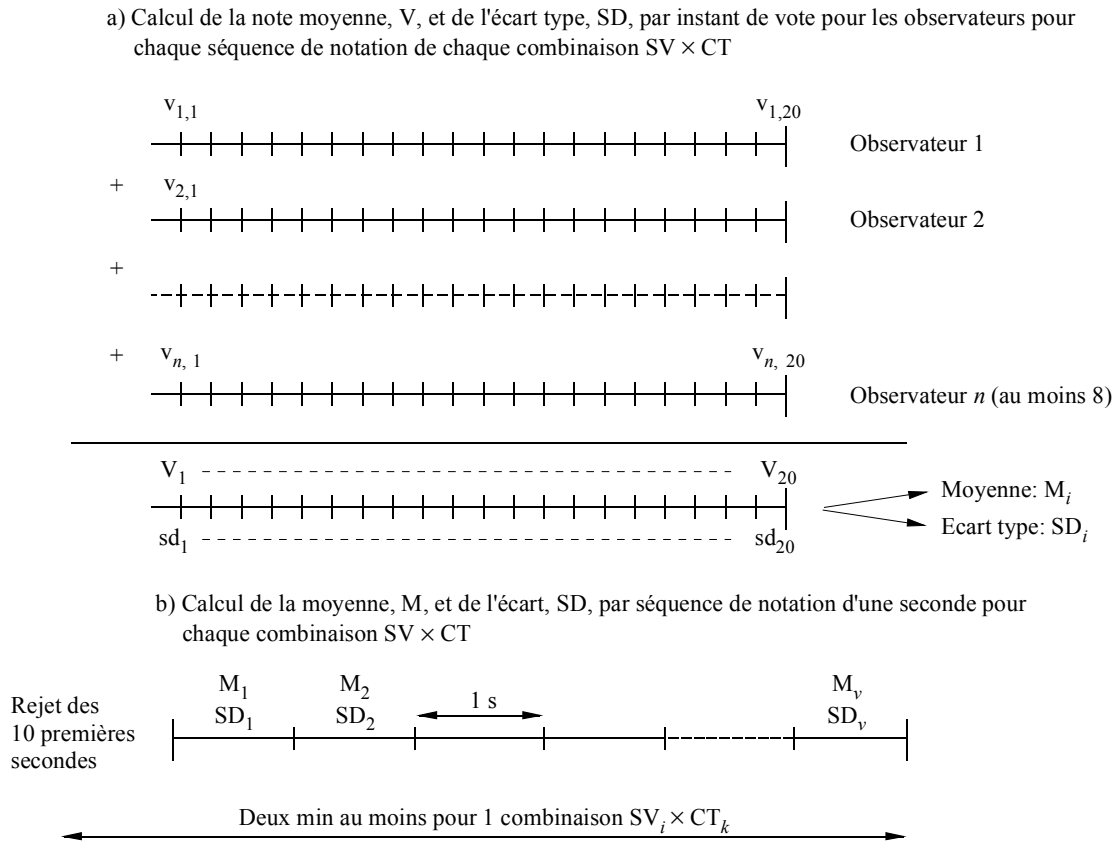 a) Calcul de la note moyenne, V, et de l'écart type, SD, par instant de vote pour les observateurs pour
chaque séquence de notation de chaque combinaison SV × CT
v1,1 v1,20
Observateur 1
+ v2,1
Observateur 2
+
+ vn, 1 vn, 20
Observateur n (au moins 8)
V1 V20
Moyenne: Mi
Ecart type: SDi
sd1 sd20
b) Calcul de la moyenne, M, et de l'écart, SD, par séquence de notation d'une seconde pour
chaque combinaison SV × CT
M1 M2 Mv
SD1 SD2 1 s SDv
Rejet des
10 premières
secondes
Deux min au moins pour 1 combinaison SVi × CTk